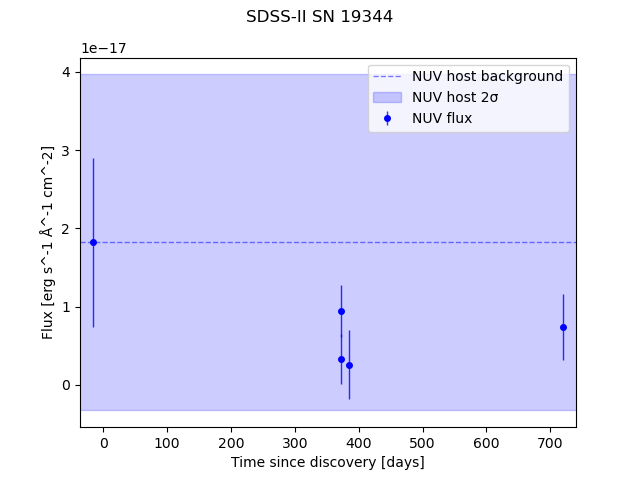 SDSS-II SN 19344
1e−17
NUV host background
NUV host 2σ
NUV flux
4
3
2
1
0
Flux [erg s^-1 Å^-1 cm^-2]
0 100 200 300 400 500 600 700
Time since discovery [days]